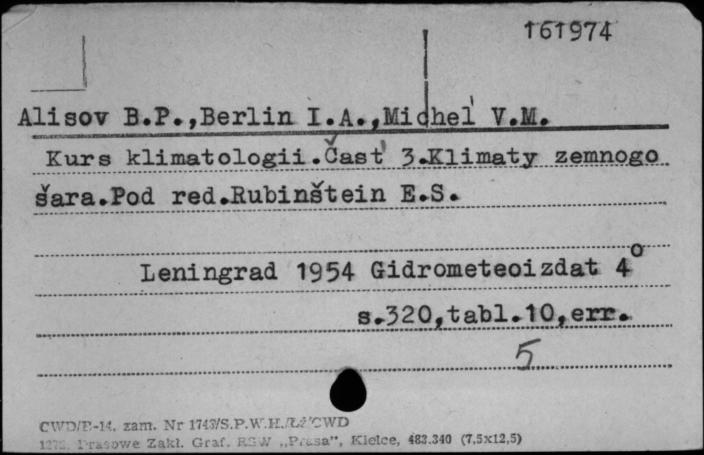 161974
Alisov B.P.,Berlin I.A.,Michel' V.M.
Kurs klimatologii.Čast' 3.Klimaty zemnogo
šara.Pod red.Rubinštein E.S.
Leningrad 1954 Gidrometeoizdat 4°
s.320,tabl.10,err.
5
CWD/E-14. zam. Nr 1743/S.P.W.H./ CWD
Prasowe Zakł. Graf. RSW „Prasa", Kielce, 483.340 (7,5x12,5)